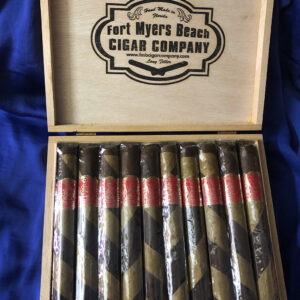 Hand Made in
Florida
Fort Myers Beach
CIGAR COMPANY
www.fmbcigarcompany.com
Long Filler